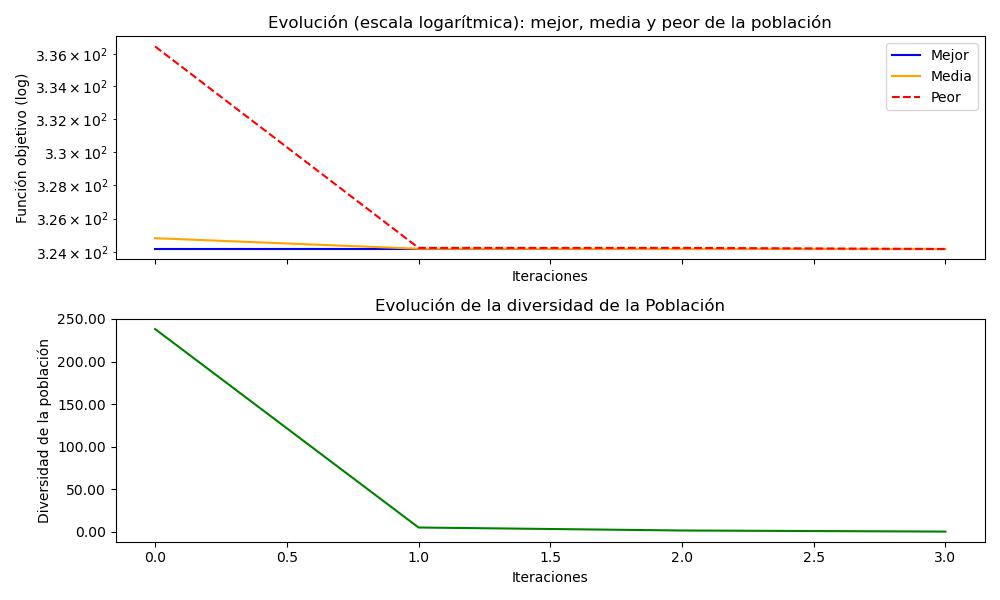 Evolución (escala logarítmica): mejor, media y peor de la población
Función objetivo (log)
3.36 × 10²
3.34 × 10²
3.32 × 10²
3.3 × 10²
3.28 × 10²
3.26 × 10²
3.24 × 10²
Mejor
Media
Peor
Iteraciones
Evolución de la diversidad de la Población
Diversidad de la población
250.00
200.00
150.00
100.00
50.00
0.00
0.0 0.5 1.0 1.5 2.0 2.5 3.0
Iteraciones